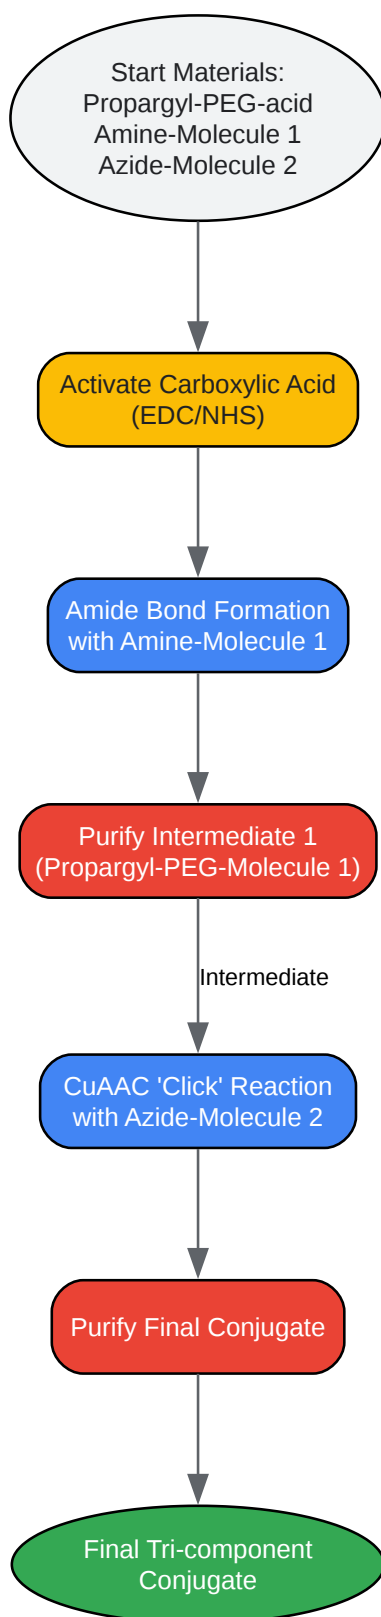 Start Materials:
Propargyl-PEG-acid
Amine-Molecule 1
Azide-Molecule 2
Activate Carboxylic Acid
(EDC/NHS)
Amide Bond Formation
with Amine-Molecule 1
Purify Intermediate 1
(Propargyl-PEG-Molecule 1)
Intermediate
CuAAC 'Click' Reaction
with Azide-Molecule 2
Purify Final Conjugate
Final Tri-component
Conjugate